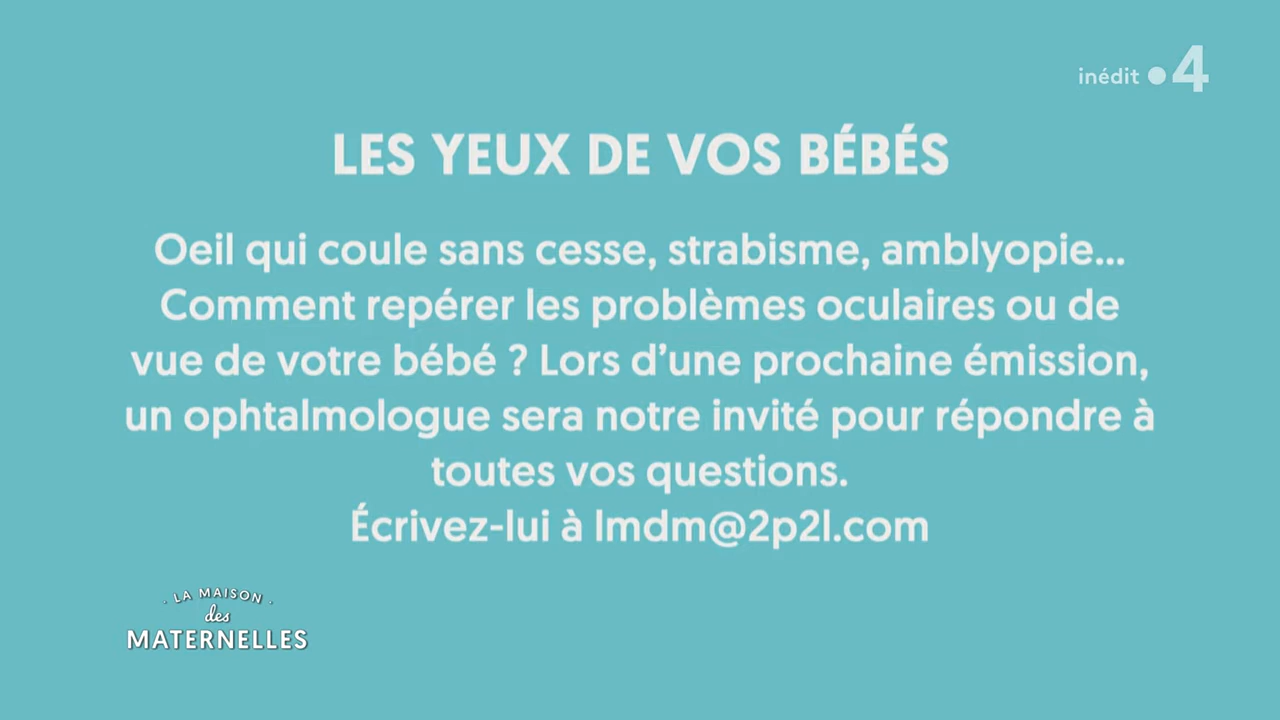 inédit 4
LES YEUX DE VOS BÉBÉS
Oeil qui coule sans cesse, strabisme, amblyopie...
Comment repérer les problèmes oculaires ou de
vue de votre bébé ? Lors d’une prochaine émission,
un ophtalmologue sera notre invité pour répondre à
toutes vos questions.
Écrivez-lui à lmdm@2p2l.com
· LA MAISON ·
des
MATERNELLES